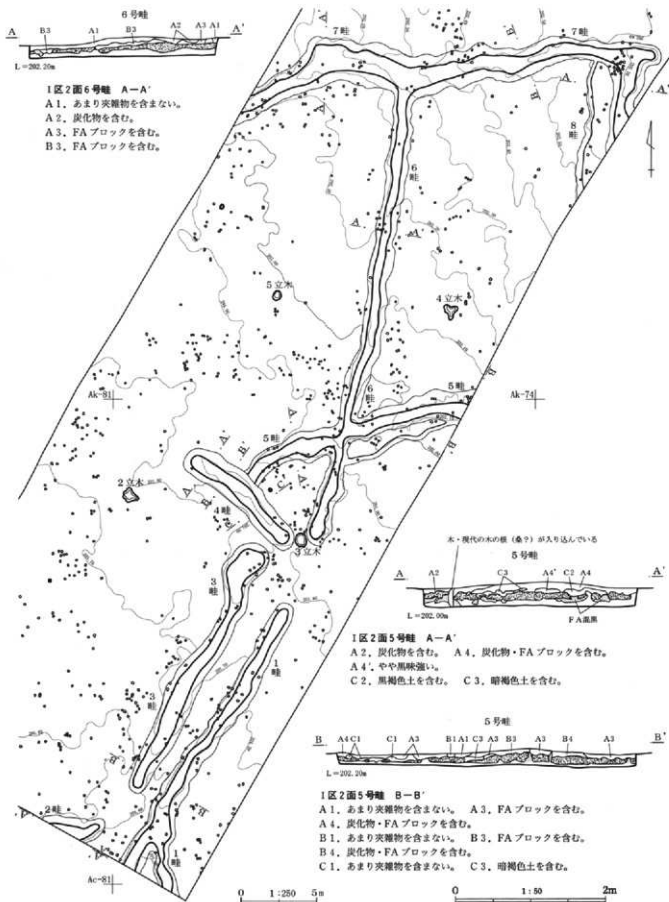 6号畦
A B3 A1 B3 A2 A3 A1 A'
L=202.20m
I区2面6号畦 A—A'
A1．あまり夾雑物を含まない。
A2．炭化物を含む。
A3．FAブロックを含む。
B3．FAブロックを含む。
7畦
7畦
8畦
6畦
5立木
4立木
Ak-81
Ak-74
6畦
5畦
5畦
2立木
4畦
3立木
3畦
1畦
3畦
2畦
1畦
Ac-81
木・現代の木の根（桑？）が入り込んでいる
5号畦
A A2 C3 A4' C2 A4 A'
L=202.00m
FA混黒
I区2面5号畦 A—A'
A2．炭化物を含む。 A4．炭化物・FAブロックを含む。
A4'．やや黒味強い。
C2．黒褐色土を含む。 C3．暗褐色土を含む。
5号畦
B A4 C1 C1 A3 B1 A1 C3 A3 B3 A3 B4 A3 B'
L=202.20m
I区2面5号畦 B—B'
A1．あまり夾雑物を含まない。 A3．FAブロックを含む。
A4．炭化物・FAブロックを含む。
B1．あまり夾雑物を含まない。 B3．FAブロックを含む。
B4．炭化物・FAブロックを含む。
C1．あまり夾雑物を含まない。 C3．暗褐色土を含む。
0 1:250 5m
0 1:50 2m